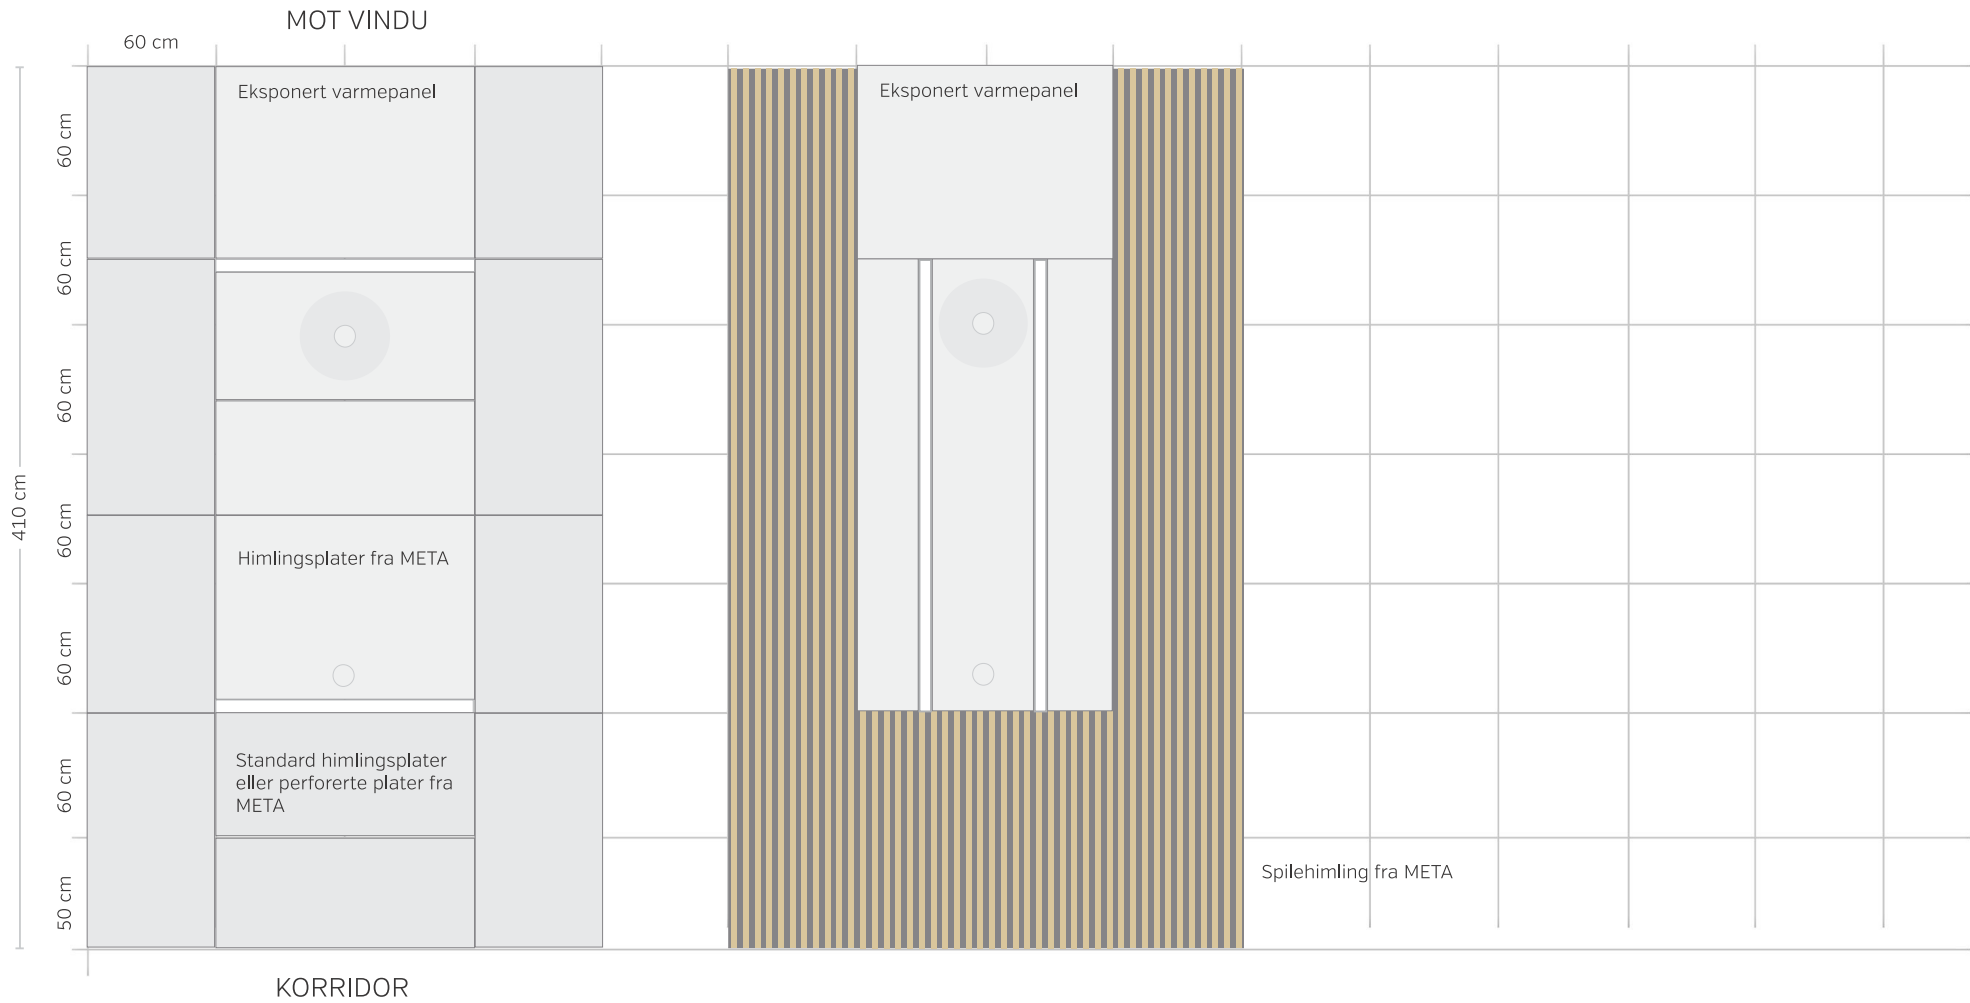 MOT VINDU
60 cm
Eksponert varmepanel
Eksponert varmepanel
60 cm
60 cm
60 cm
410 cm
60 cm
Himlingsplater fra META
60 cm
Standard himlingsplater
eller perforerte plater fra
META
60 cm
Spilehimling fra META
50 cm
KORRIDOR